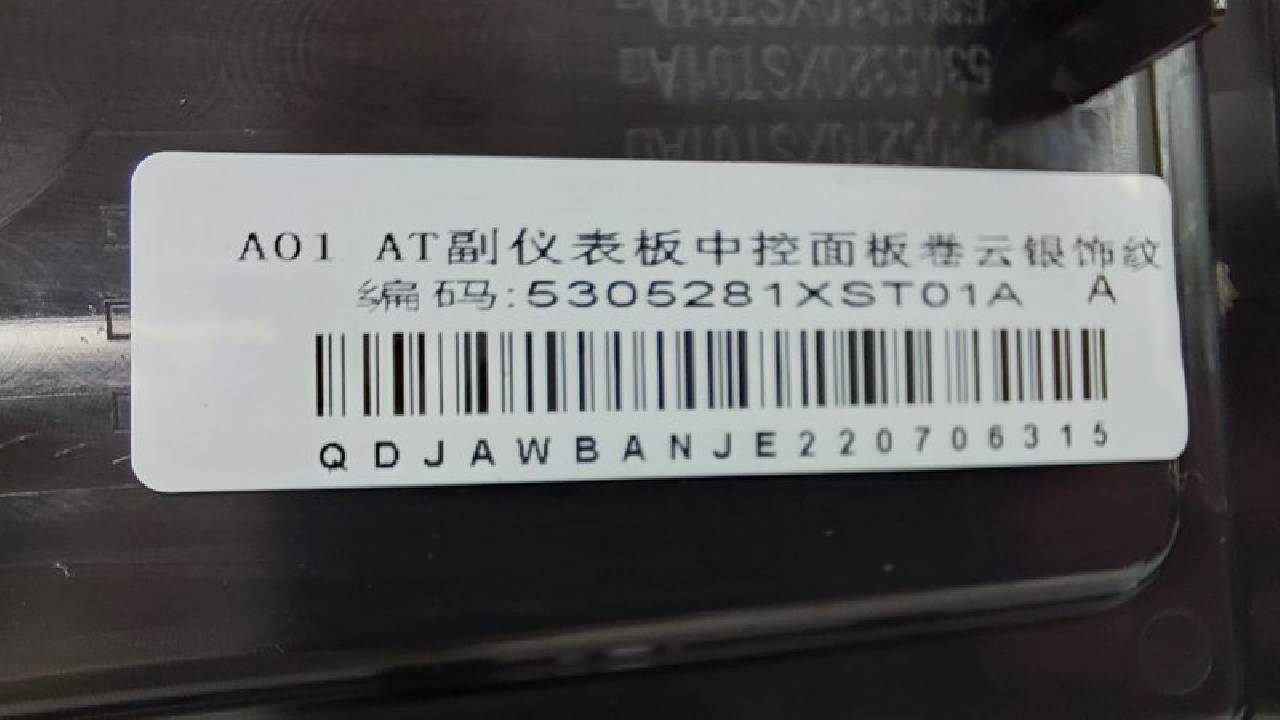 5305320XST01A
A01 AT副仪表板中控面板卷云银饰纹
编码:5305281XST01A A
QDJAWBANJE220706315